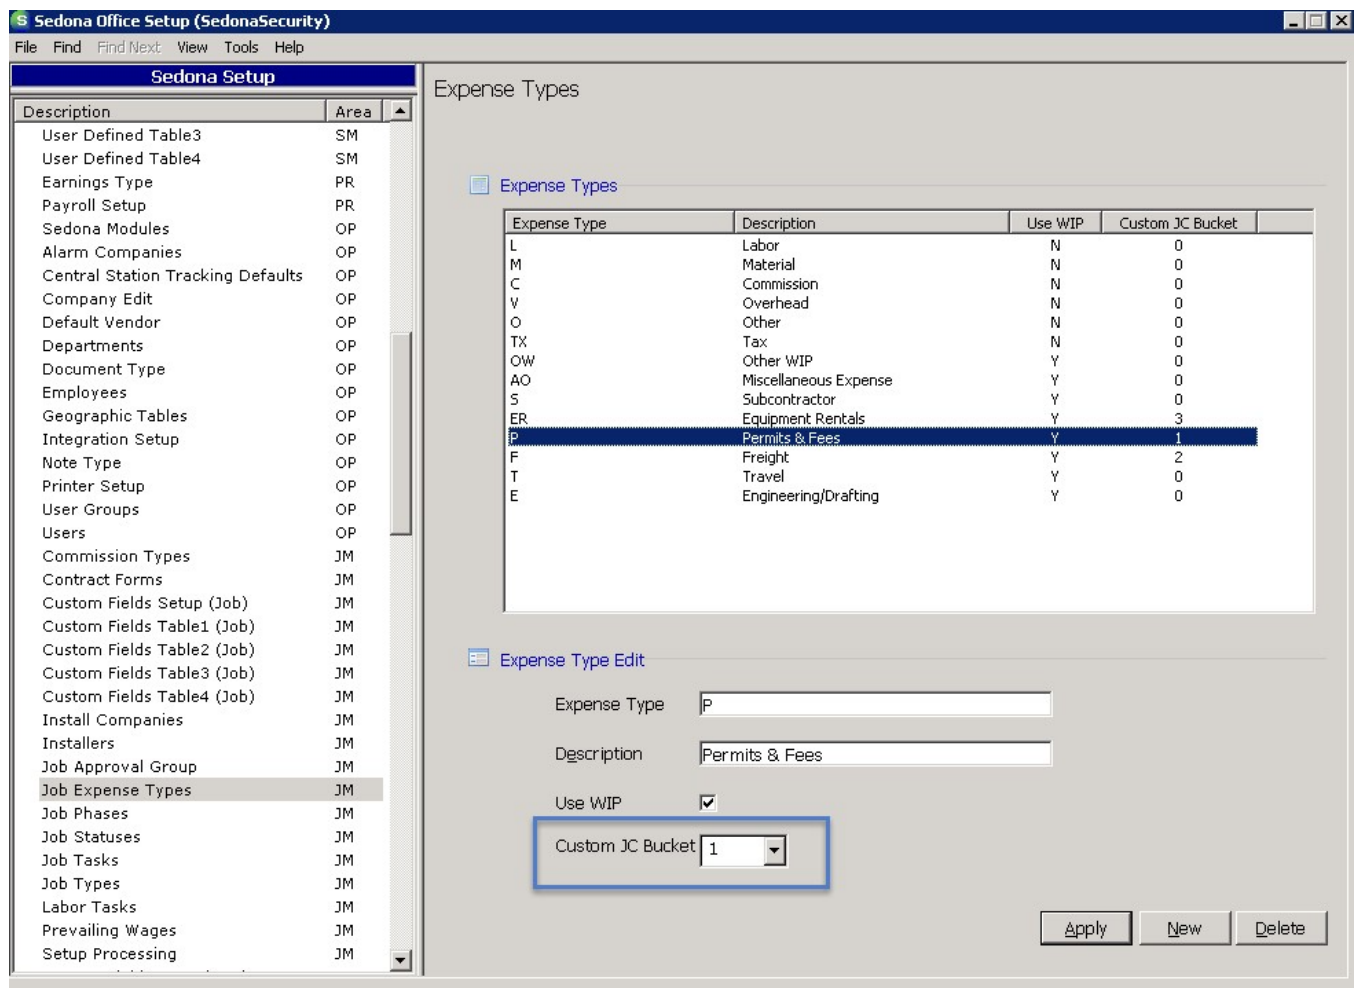 S Sedona Office Setup (SedonaSecurity)
File Find Find Next View Tools Help
Sedona Setup
Description Area
User Defined Table3 SM
User Defined Table4 SM
Earnings Type PR
Payroll Setup PR
Sedona Modules OP
Alarm Companies OP
Central Station Tracking Defaults OP
Company Edit OP
Default Vendor OP
Departments OP
Document Type OP
Employees OP
Geographic Tables OP
Integration Setup OP
Note Type OP
Printer Setup OP
User Groups OP
Users OP
Commission Types JM
Contract Forms JM
Custom Fields Setup (Job) JM
Custom Fields Table1 (Job) JM
Custom Fields Table2 (Job) JM
Custom Fields Table3 (Job) JM
Custom Fields Table4 (Job) JM
Install Companies JM
Installers JM
Job Approval Group JM
Job Expense Types JM
Job Phases JM
Job Statuses JM
Job Tasks JM
Job Types JM
Labor Tasks JM
Prevailing Wages JM
Setup Processing JM
Expense Types
Expense Types
Expense Type Description Use WIP Custom JC Bucket
L Labor N 0
M Material N 0
C Commission N 0
V Overhead N 0
O Other N 0
TX Tax N 0
OW Other WIP Y 0
AO Miscellaneous Expense Y 0
S Subcontractor Y 0
ER Equipment Rentals Y 3
P Permits & Fees Y 1
F Freight Y 2
T Travel Y 0
E Engineering/Drafting Y 0
Expense Type Edit
Expense Type P
Description Permits & Fees
Use WIP
Custom JC Bucket 1
Apply New Delete